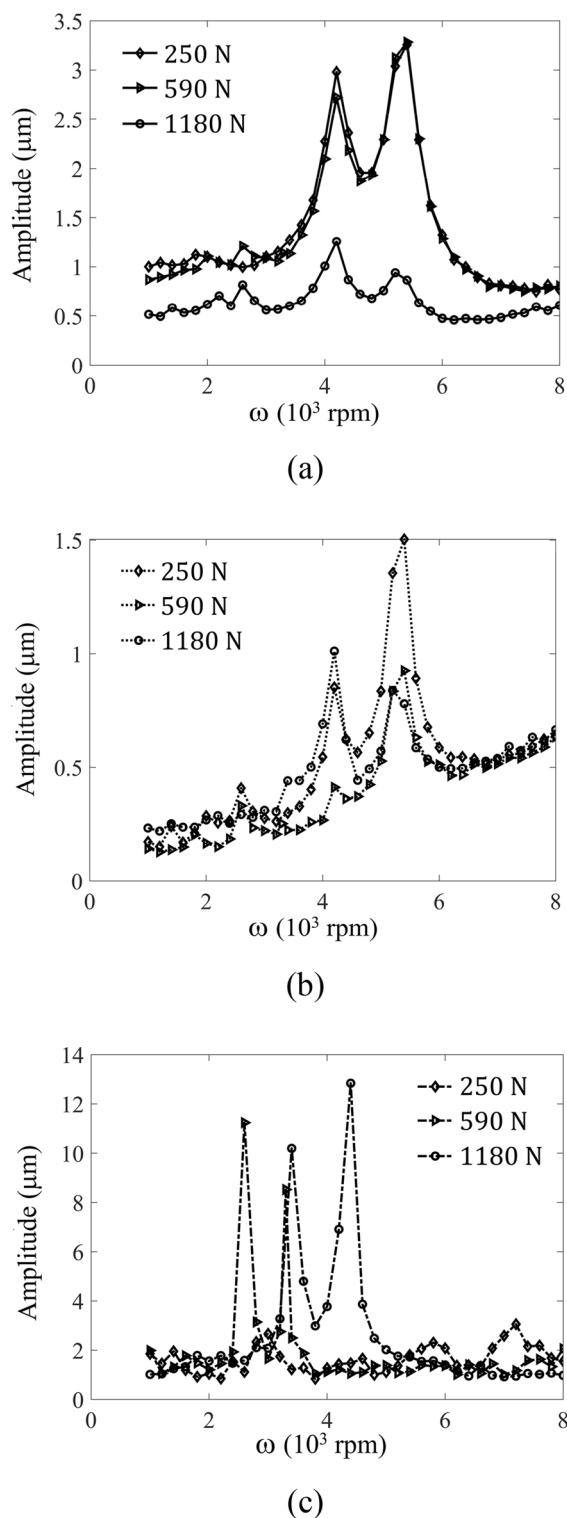 3.5
3
2.5
2
1.5
1
0.5
0
Amplitude (μm)
250 N
590 N
1180 N
0 2 4 6 8
ω (10³ rpm)
(a)
1.5
1
0.5
0
Amplitude (μm)
250 N
590 N
1180 N
0 2 4 6 8
ω (10³ rpm)
(b)
14
12
10
8
6
4
2
0
Amplitude (μm)
250 N
590 N
1180 N
0 2 4 6 8
ω (10³ rpm)
(c)